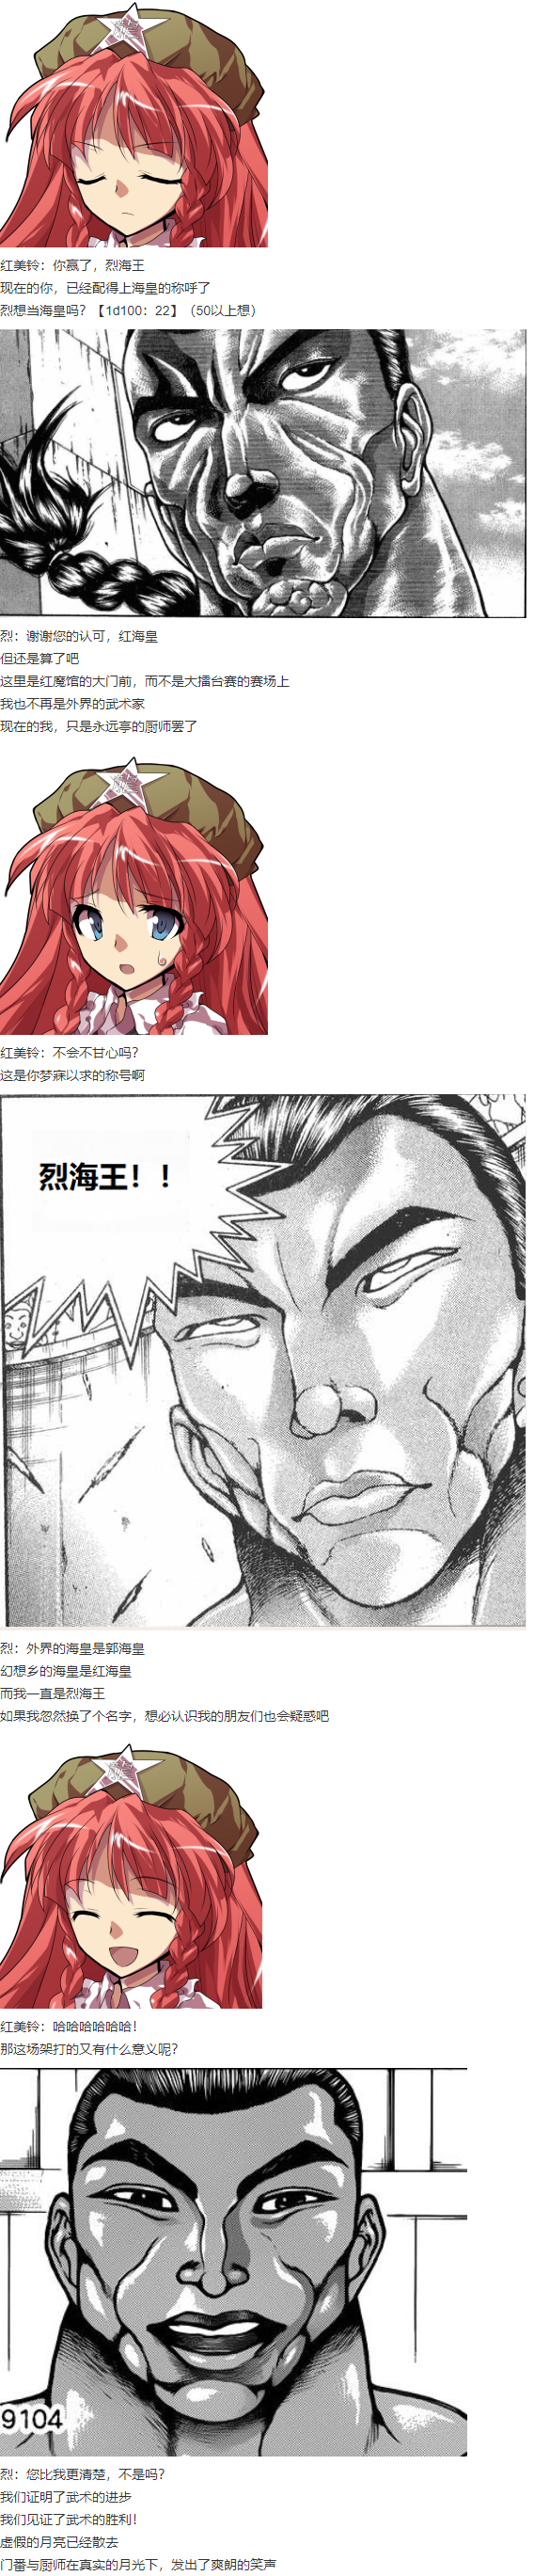 红美铃：你赢了，烈海王
现在的你，已经配得上海皇的称呼了
烈想当海皇吗？【1d100：22】（50以上想）
烈：谢谢您的认可，红海皇
但还是算了吧
这里是红魔馆的大门前，而不是大擂台赛的赛场上
我也不再是外界的武术家
现在的我，只是永远亭的厨师罢了
红美铃：不会不甘心吗？
这是你梦寐以求的称号啊
烈海王！！
烈：外界的海皇是郭海皇
幻想乡的海皇是红海皇
而我一直是烈海王
如果我忽然换了个名字，想必认识我的朋友们也会疑惑吧
红美铃：哈哈哈哈哈哈！
那这场架打的又有什么意义呢？
9104
烈：您比我更清楚，不是吗？
我们证明了武术的进步
我们见证了武术的胜利！
虚假的月亮已经散去
门番与厨师在真实的月光下，发出了爽朗的笑声